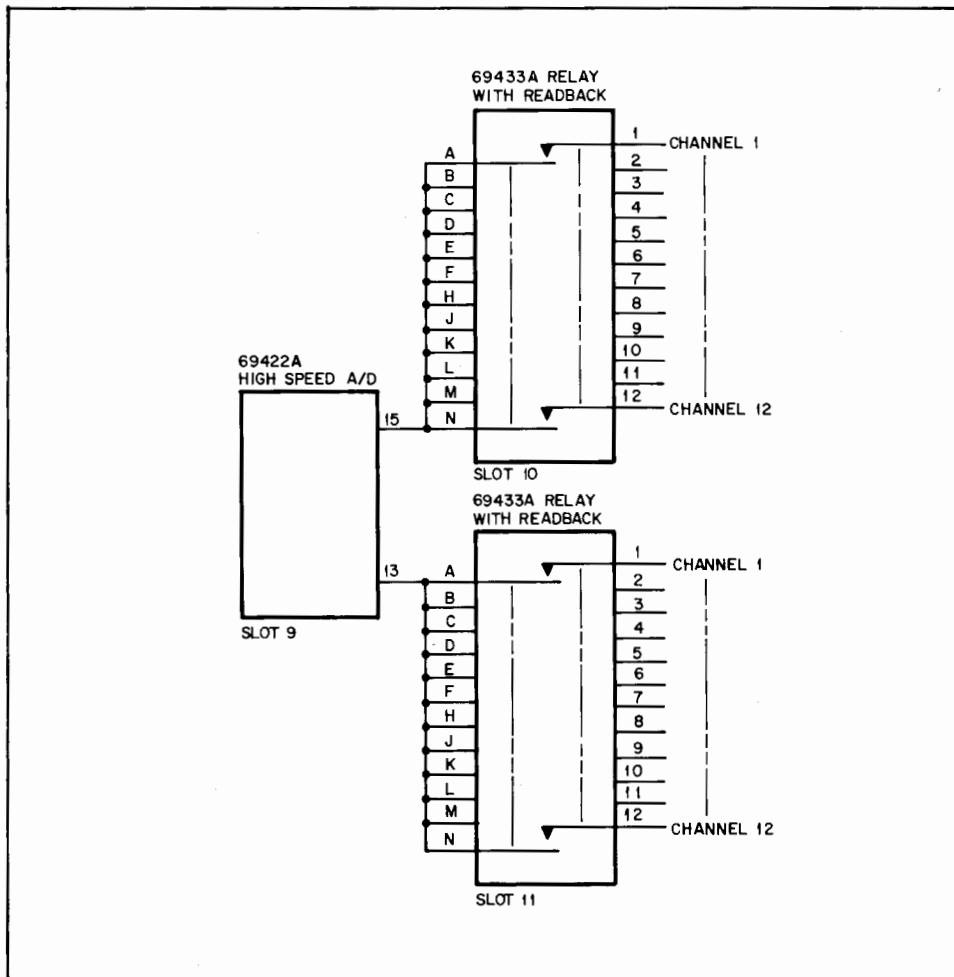 69433A RELAY
WITH READBACK
A
B
C
D
E
F
H
J
K
L
M
N
1
2
3
4
5
6
7
8
9
10
11
12
CHANNEL 1
CHANNEL 12
SLOT 10
69422A
HIGH SPEED A/D
15
13
SLOT 9
69433A RELAY
WITH READBACK
A
B
C
D
E
F
H
J
K
L
M
N
1
2
3
4
5
6
7
8
9
10
11
12
CHANNEL 1
CHANNEL 12
SLOT 11